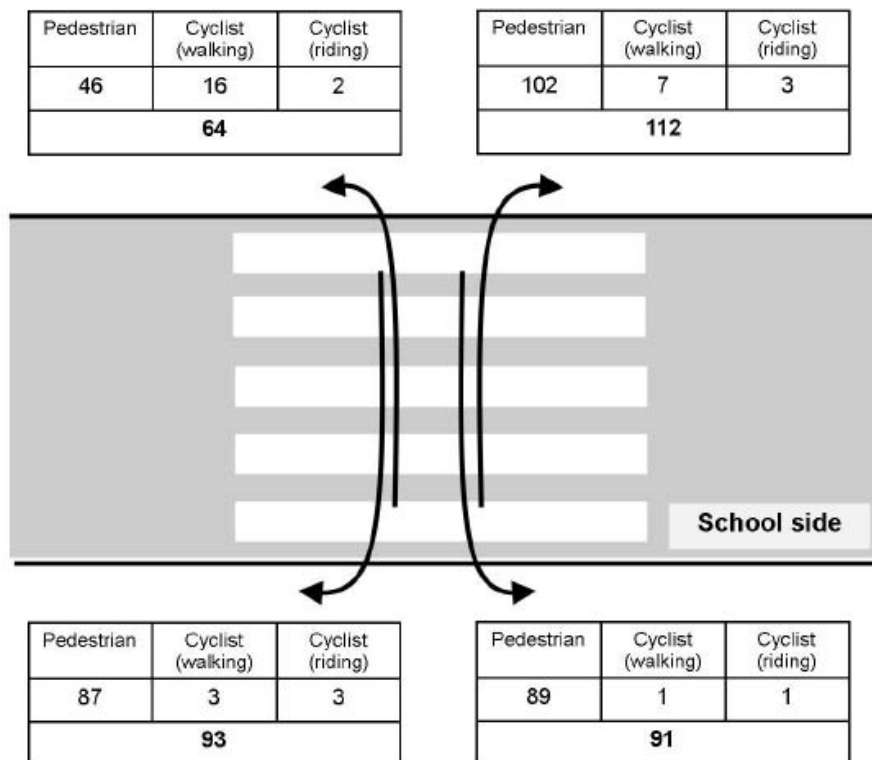 Pedestrian Cyclist (walking) Cyclist (riding)
46 16 2
64
Pedestrian Cyclist (walking) Cyclist (riding)
102 7 3
112
School side
Pedestrian Cyclist (walking) Cyclist (riding)
87 3 3
93
Pedestrian Cyclist (walking) Cyclist (riding)
89 1 1
91